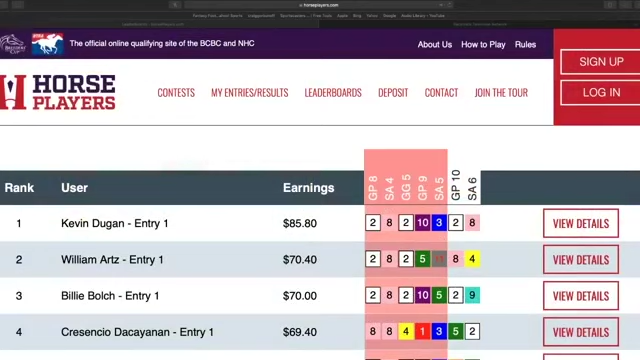 horseplayers.com
The official online qualifying site of the BCBC and NHC
About Us How to Play Rules
SIGN UP
LOG IN
HORSE
PLAYERS
CONTESTS MY ENTRIES/RESULTS LEADERBOARDS DEPOSIT CONTACT JOIN THE TOUR
Rank User Earnings GP 8 SA 4 GG 5 GP 9 SA 5 GP 10 SA 6
1 Kevin Dugan - Entry 1 $85.80 2 8 2 10 3 2 8 VIEW DETAILS
2 William Artz - Entry 1 $70.40 2 8 2 5 11 8 4 VIEW DETAILS
3 Billie Bolch - Entry 1 $70.00 2 8 2 10 5 2 9 VIEW DETAILS
4 Cresencio Dacayanan - Entry 1 $69.40 8 8 4 1 3 5 2 VIEW DETAILS